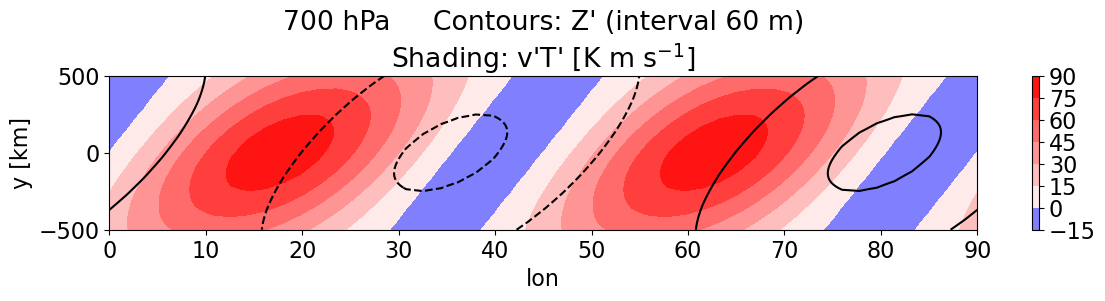 700 hPa     Contours: Z' (interval 60 m)
Shading: v'T' [K m s⁻¹]
y [km]
500
0
−500
0 10 20 30 40 50 60 70 80 90
lon
90
75
60
45
30
15
0
−15